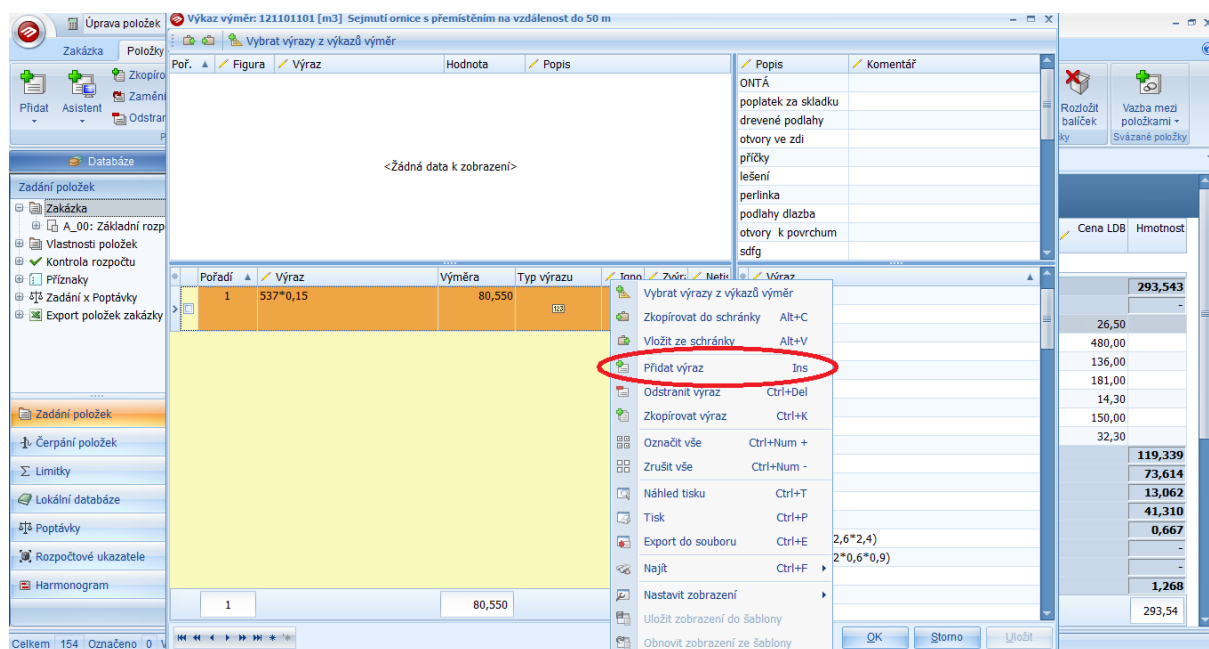 Úprava položek
Výkaz výměr: 121101101 [m3] Sejmutí ornice s přemístěním na vzdálenost do 50 m
Zakázka
Položky
Vybrat výrazy z výkazů výměr
Přidat
Asistent
Zkopíro
Zamění
Odstran
P
Databáze
Zadání položek
Zakázka
A_00: Základní rozp
Vlastnosti položek
Kontrola rozpočtu
Příznaky
Zadání x Poptávky
Export položek zakázky
Zadání položek
Čerpání položek
Limitky
Lokální databáze
Poptávky
Rozpočtové ukazatele
Harmonogram
Celkem 154 Označeno 0 V
Poř. Figura Výraz Hodnota Popis
<Žádná data k zobrazení>
Popis Komentář
ONTÁ
poplatek za skladku
drevené podlahy
otvory ve zdi
příčky
lešení
perlinka
podlahy dlazba
otvory k povrchum
sdfg
Pořadí Výraz Výměra Typ výrazu Výraz
1 537*0,15 80,550
123
Vybrat výrazy z výkazů výměr
Zkopírovat do schránky Alt+C
Vložit ze schránky Alt+V
Přidat výraz Ins
Odstranit výraz Ctrl+Del
Zkopírovat výraz Ctrl+K
Označit vše Ctrl+Num +
Zrušit vše Ctrl+Num -
Náhled tisku Ctrl+T
Tisk Ctrl+P
Export do souboru Ctrl+E
Najít Ctrl+F
Nastavit zobrazení
Uložit zobrazení do šablony
Obnovit zobrazení ze šablony
2,6*2,4)
2*0,6*0,9)
1 80,550
OK Storno Uložit
Rozložit balíček
Vazba mezi položkami
ky
Svázané položky
Cena LDB Hmotnost
293,543
-
26,50
480,00
136,00
181,00
14,30
150,00
32,30
119,339
73,614
13,062
41,310
0,667
-
-
1,268
293,54